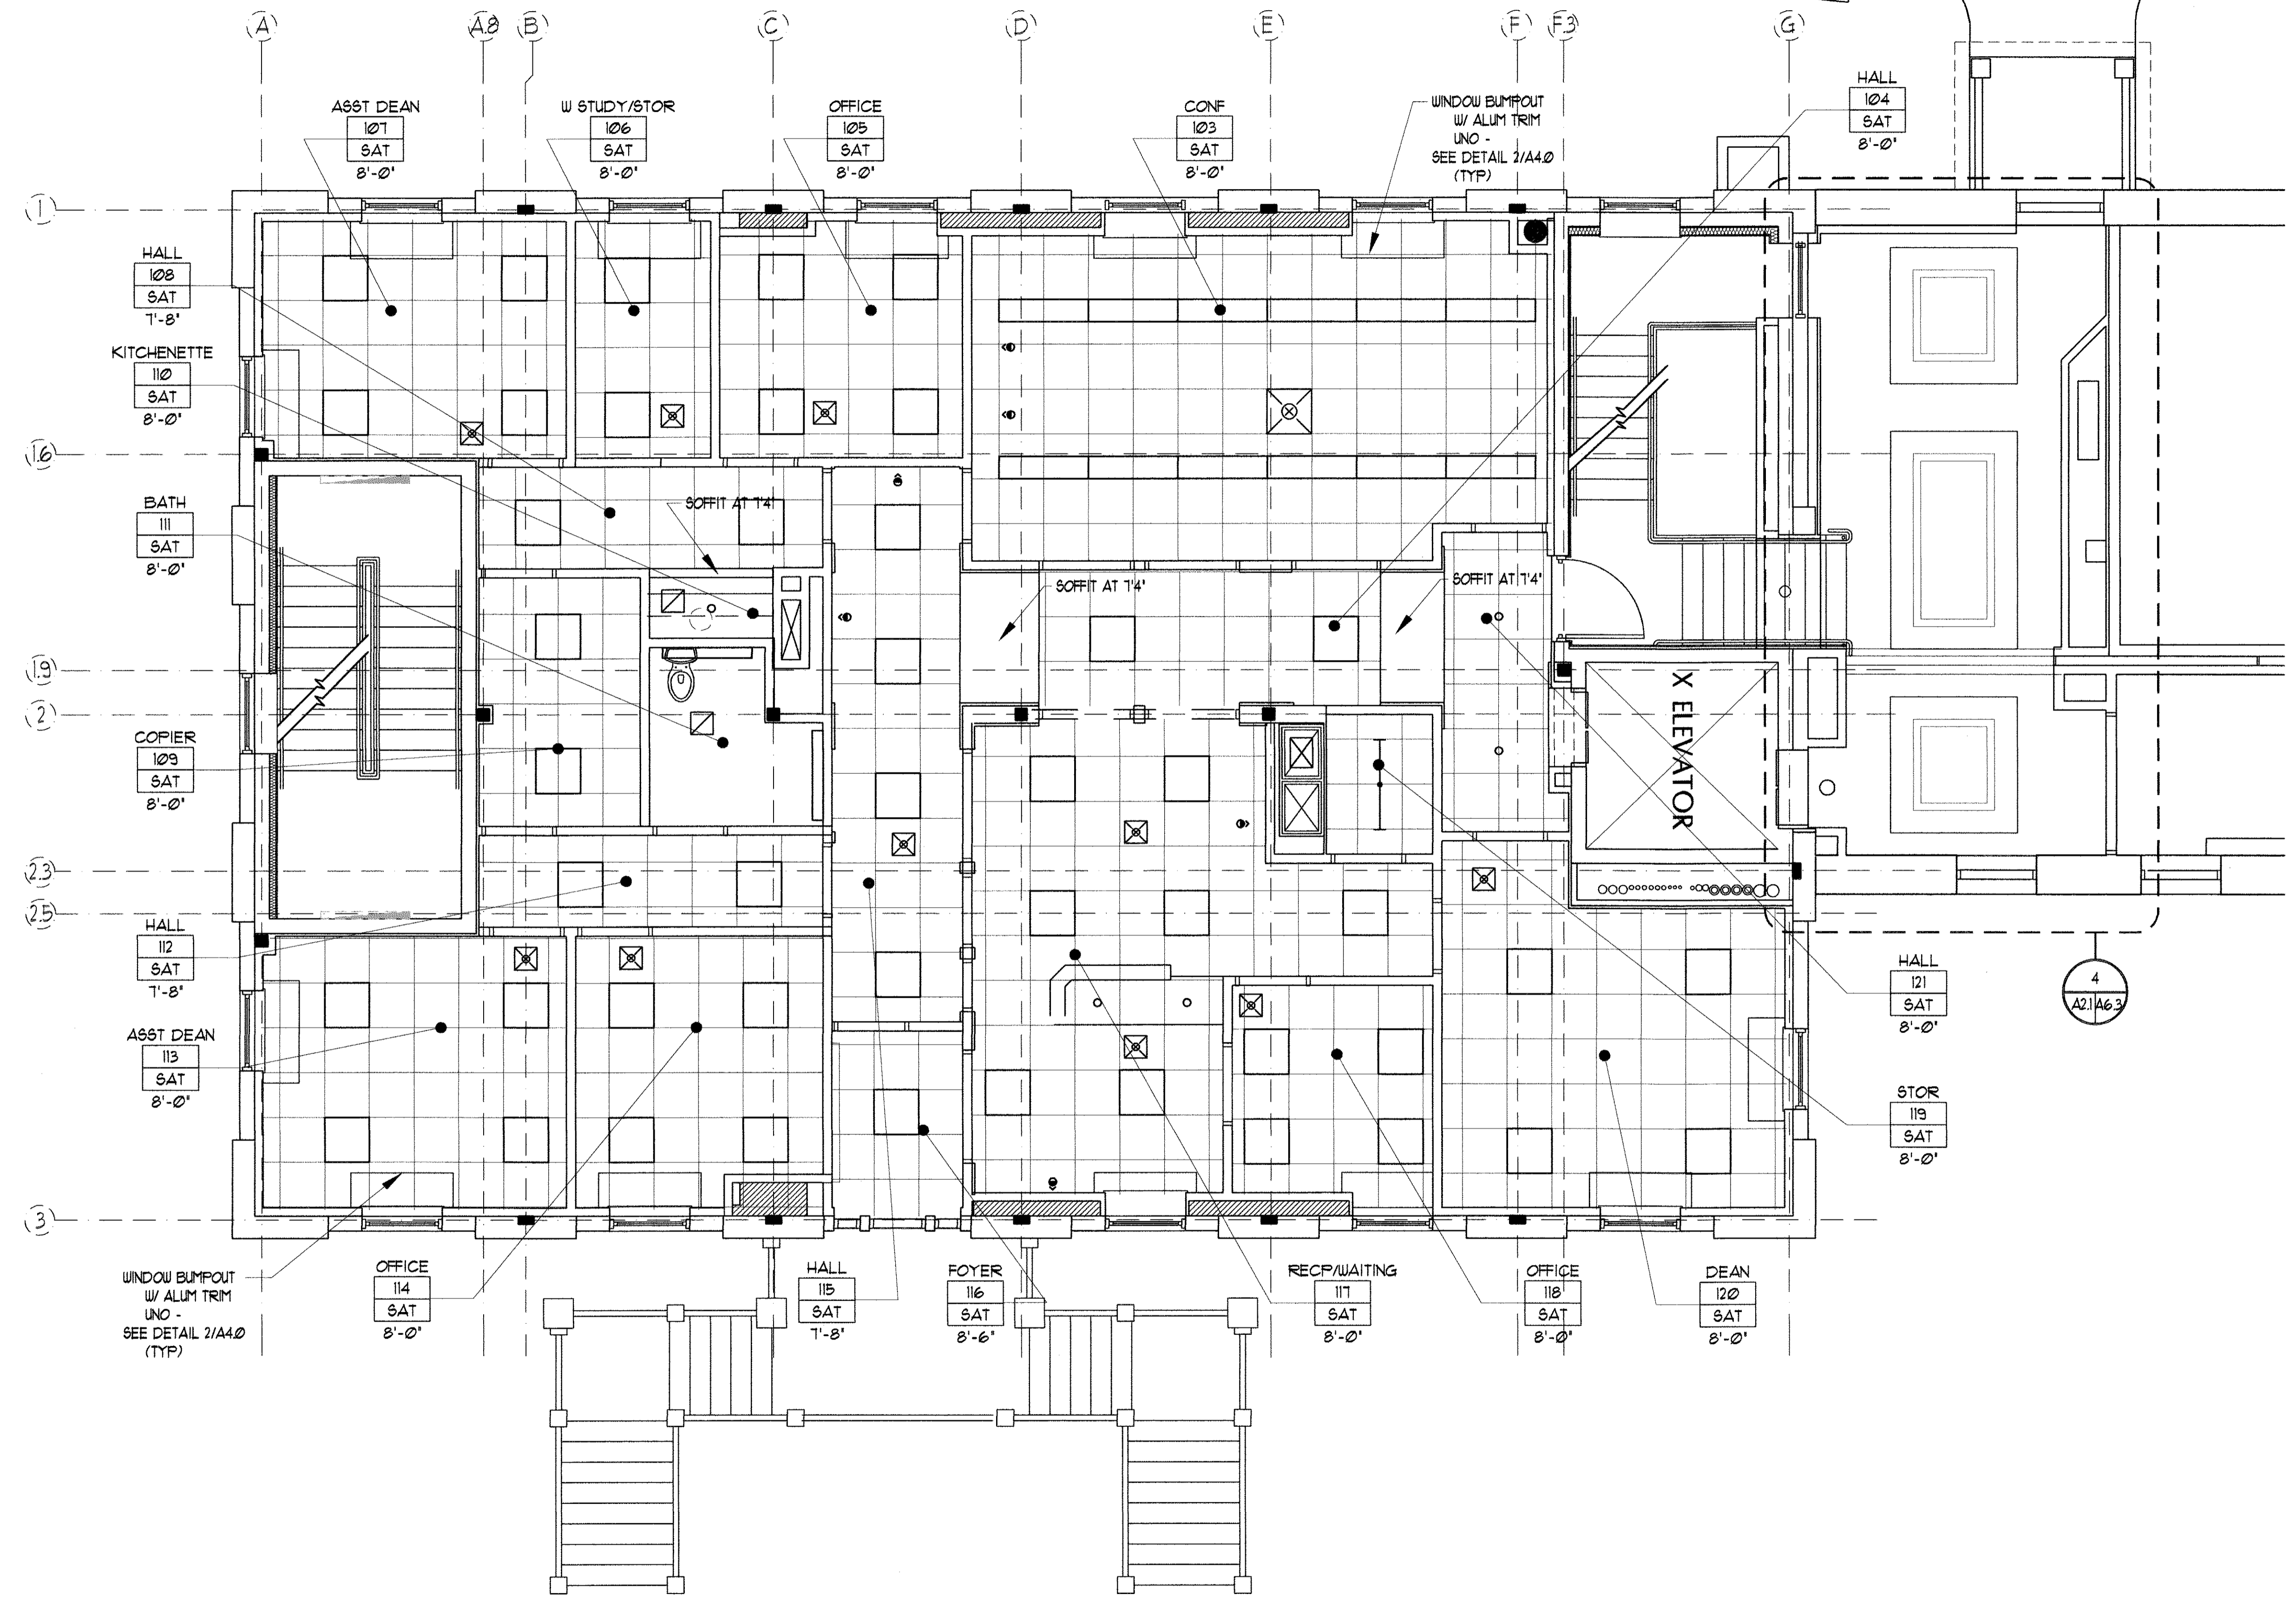 A
A.8
B
C
D
E
F
F.3
G
ASST DEAN
107
SAT
8'-0"
W STUDY/STOR
106
SAT
8'-0"
OFFICE
105
SAT
8'-0"
CONF
103
SAT
8'-0"
WINDOW BUMPOUT
W/ ALUM TRIM
UNO -
SEE DETAIL 2/A4.0
(TYP)
HALL
104
SAT
8'-0"
1
HALL
108
SAT
7'-8"
KITCHENETTE
110
SAT
8'-0"
1.6
BATH
111
SAT
8'-0"
SOFFIT AT 7'4"
SOFFIT AT 7'4"
SOFFIT AT 7'4"
1.9
2
COPIER
109
SAT
8'-0"
X ELEVATOR
2.3
2.5
HALL
112
SAT
7'-8"
ASST DEAN
113
SAT
8'-0"
HALL
121
SAT
8'-0"
4
A2.1
A6.3
STOR
119
SAT
8'-0"
3
WINDOW BUMPOUT
W/ ALUM TRIM
UNO -
SEE DETAIL 2/A4.0
(TYP)
OFFICE
114
SAT
8'-0"
HALL
115
SAT
7'-8"
FOYER
116
SAT
8'-6"
RECP/WAITING
117
SAT
8'-0"
OFFICE
118
SAT
8'-0"
DEAN
120
SAT
8'-0"